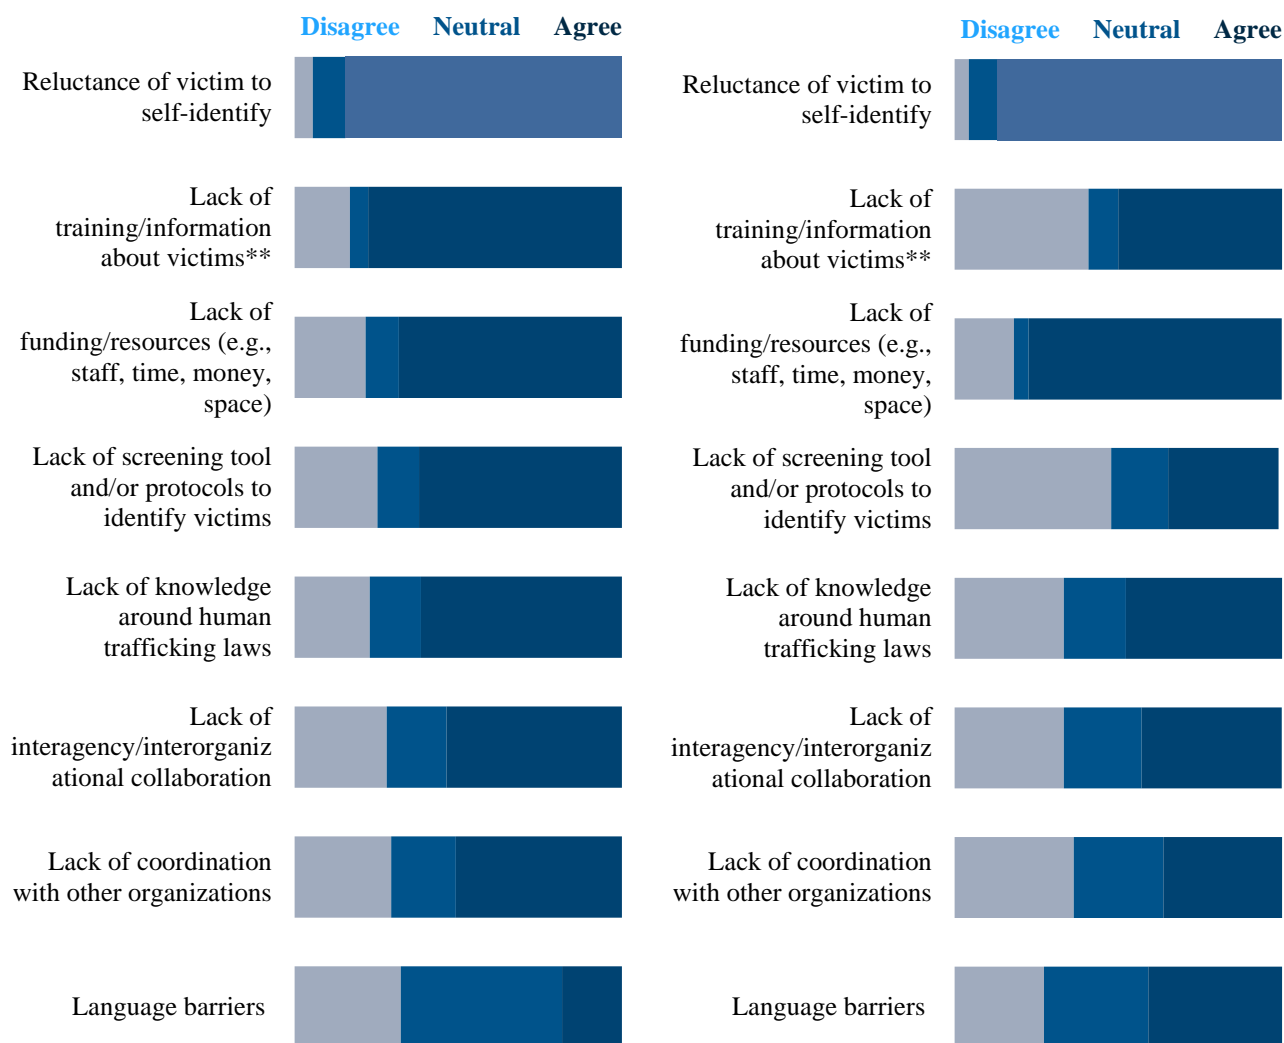 Disagree Neutral Agree
Reluctance of victim to
self-identify
Lack of
training/information
about victims**
Lack of
funding/resources (e.g.,
staff, time, money,
space)
Lack of screening tool
and/or protocols to
identify victims
Lack of knowledge
around human
trafficking laws
Lack of
interagency/interorganiz
ational collaboration
Lack of coordination
with other organizations
Language barriers
Disagree Neutral Agree
Reluctance of victim to
self-identify
Lack of
training/information
about victims**
Lack of
funding/resources (e.g.,
staff, time, money,
space)
Lack of screening tool
and/or protocols to
identify victims
Lack of knowledge
around human
trafficking laws
Lack of
interagency/interorganiz
ational collaboration
Lack of coordination
with other organizations
Language barriers